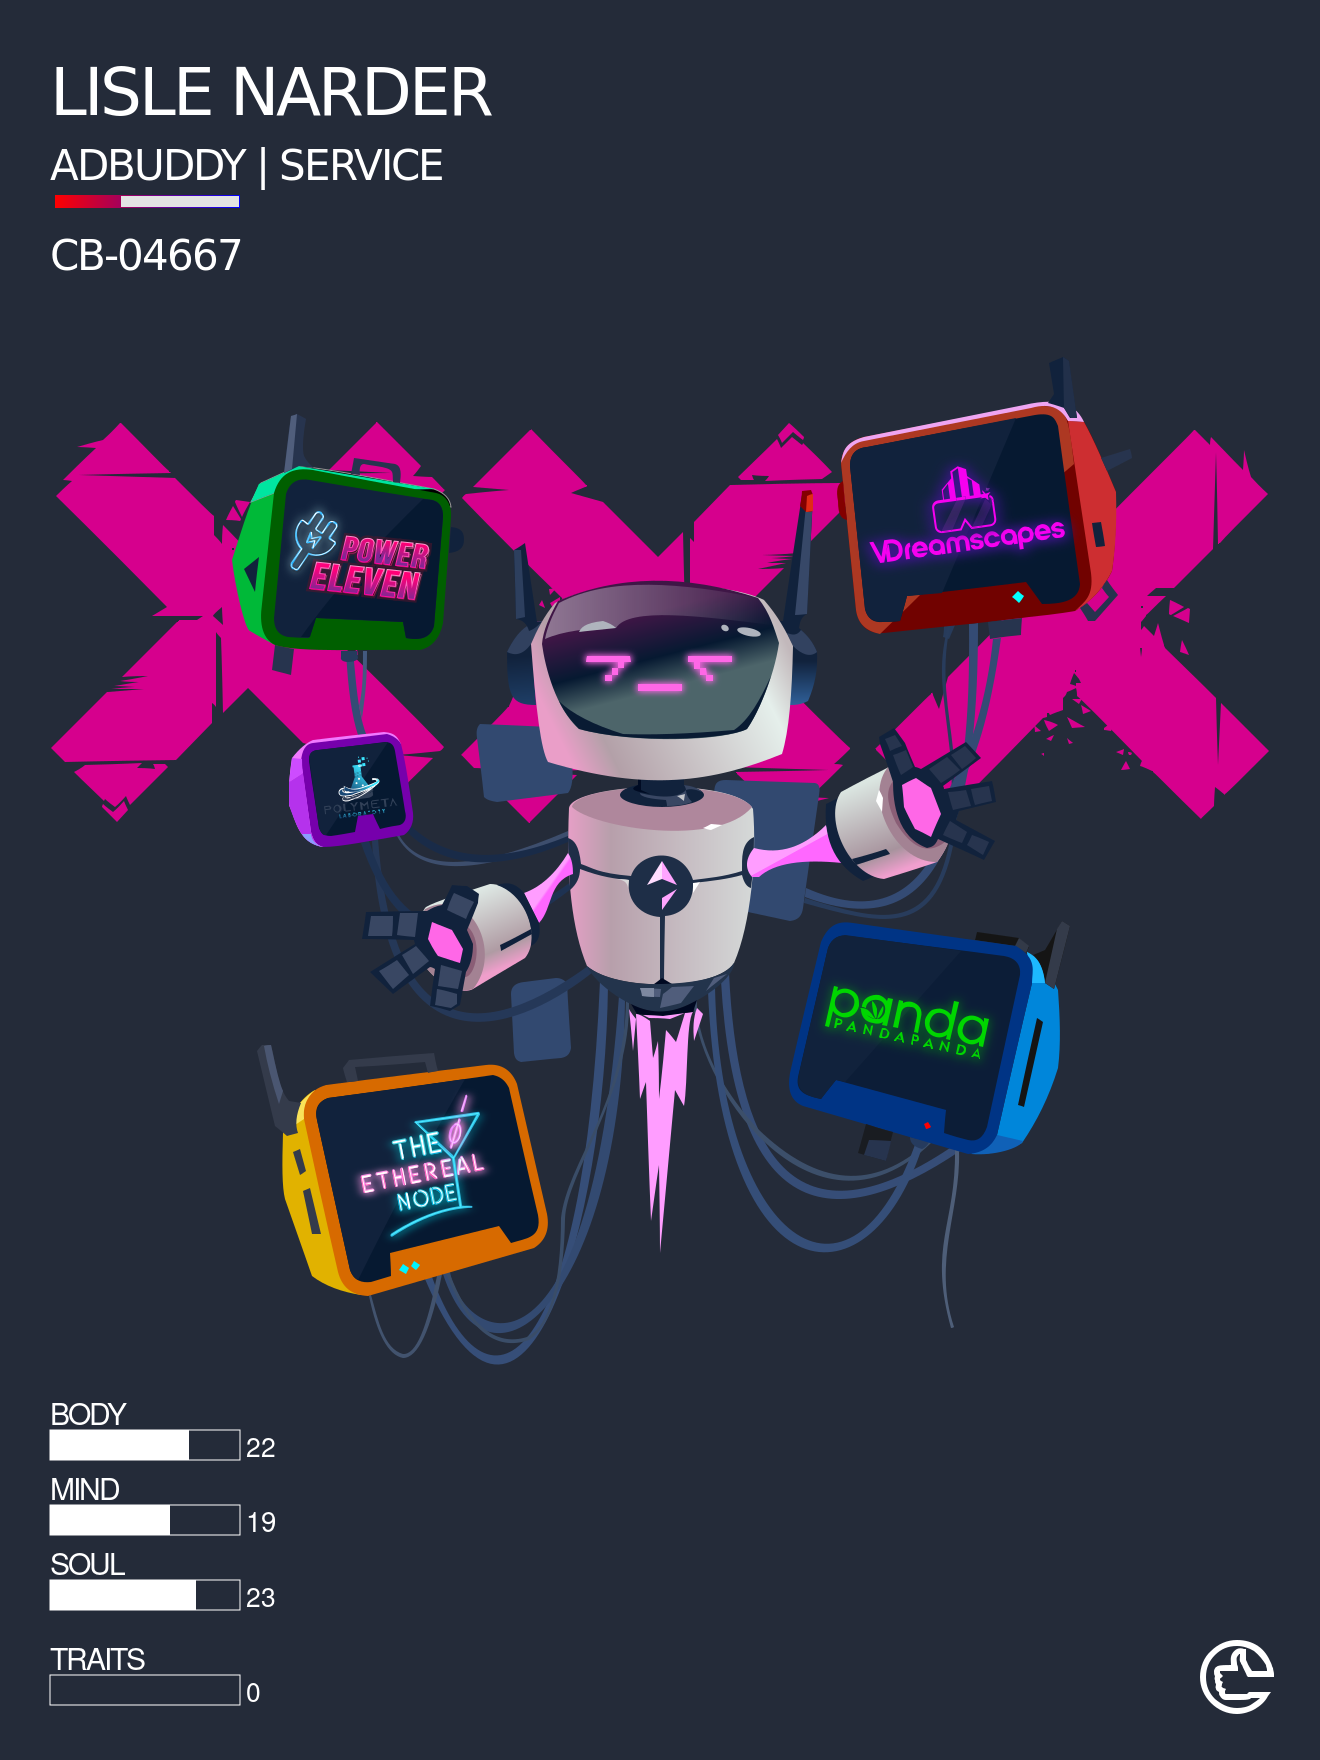 LISLE NARDER
ADBUDDY | SERVICE
CB-04667
POWER
ELEVEN
VDreamscapes
POLYMETA
LABORATORY
panda
PANDAPANDA
THE
ETHEREAL
NODE
BODY
22
MIND
19
SOUL
23
TRAITS
0